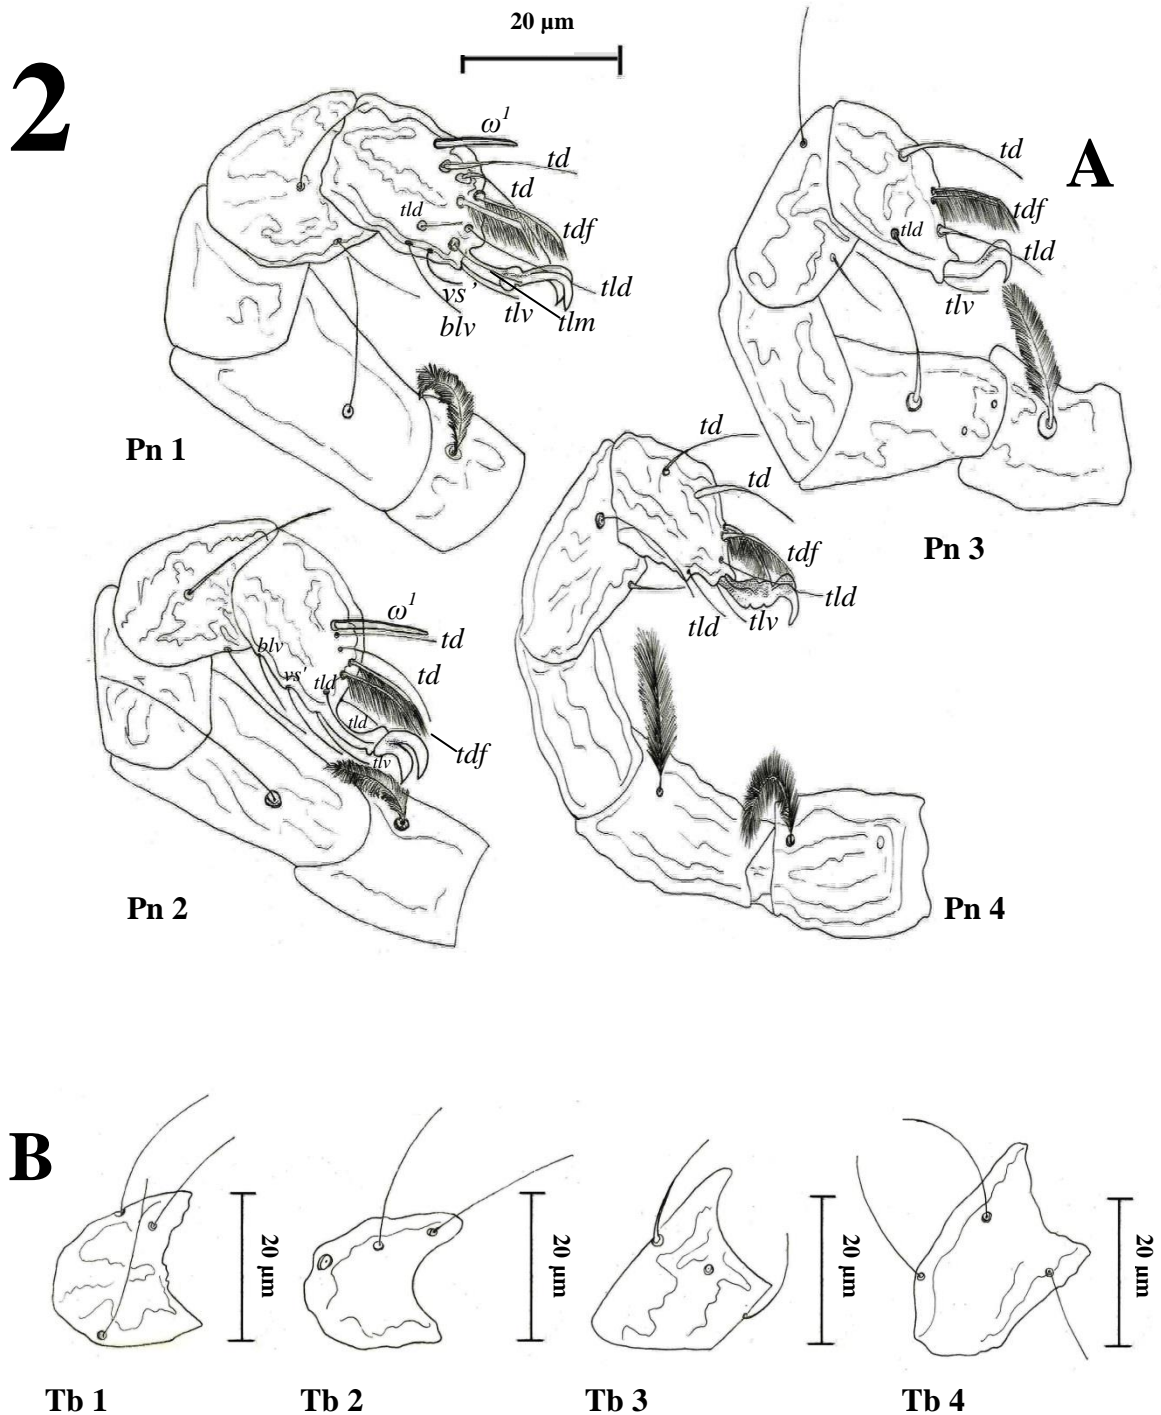 2
20 µm
A
ω1
td
td
tld
tdf
tld
vs'
tlv
tlm
blv
Pn 1
td
tdf
tld
tld
tlv
Pn 3
ω1
td
blv
vs'
tld
td
tld
tdf
tlv
Pn 2
td
td
tdf
tld
tld
tlv
Pn 4
B
20 µm
20 µm
20 µm
20 µm
Tb 1
Tb 2
Tb 3
Tb 4